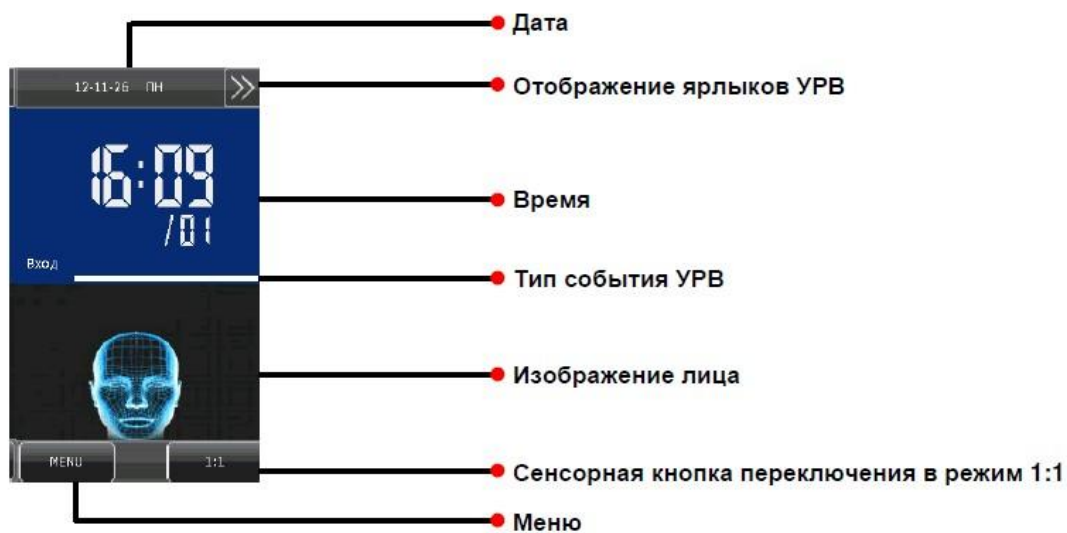 Дата
12-11-26 ПН
Отображение ярлыков УРВ
16:09
Время
/01
Вход
Тип события УРВ
Изображение лица
MENU
1:1
Сенсорная кнопка переключения в режим 1:1
Меню